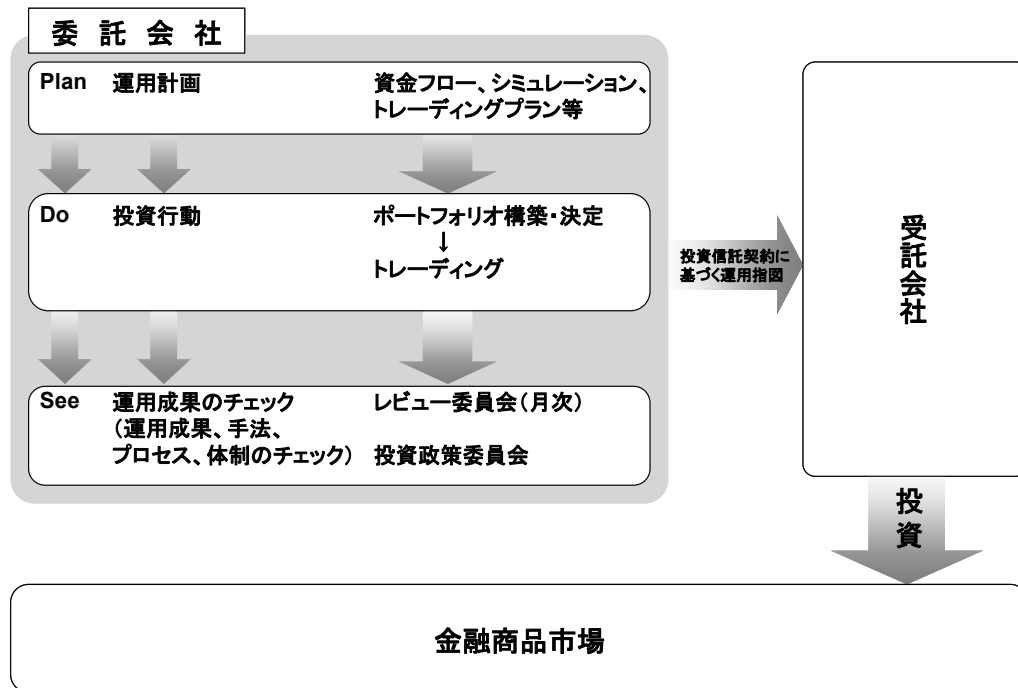 委託会社
Plan 運用計画 資金フロー、シミュレーション、
トレーディングプラン等
Do 投資行動 ポートフォリオ構築・決定
↓
トレーディング
See 運用成果のチェック レビュー委員会（月次）
（運用成果、手法、
プロセス、体制のチェック） 投資政策委員会
投資信託契約に
基づく運用指図
受託会社
投資
金融商品市場